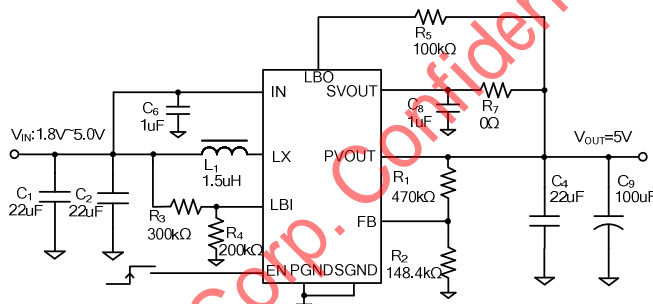 R5
100kΩ
LBO
IN
SVOUT
C6
1uF
C8
1uF
R7
0Ω
VIN:1.8V~5.0V
VOUT=5V
L1
1.5uH
LX
PVOUT
C1
22uF
C2
22uF
R3
300kΩ
LBI
R4
200kΩ
R1
470kΩ
FB
C4
22uF
C9
100uF
R2
148.4kΩ
EN
PGND
SGND
Corp. Confiden